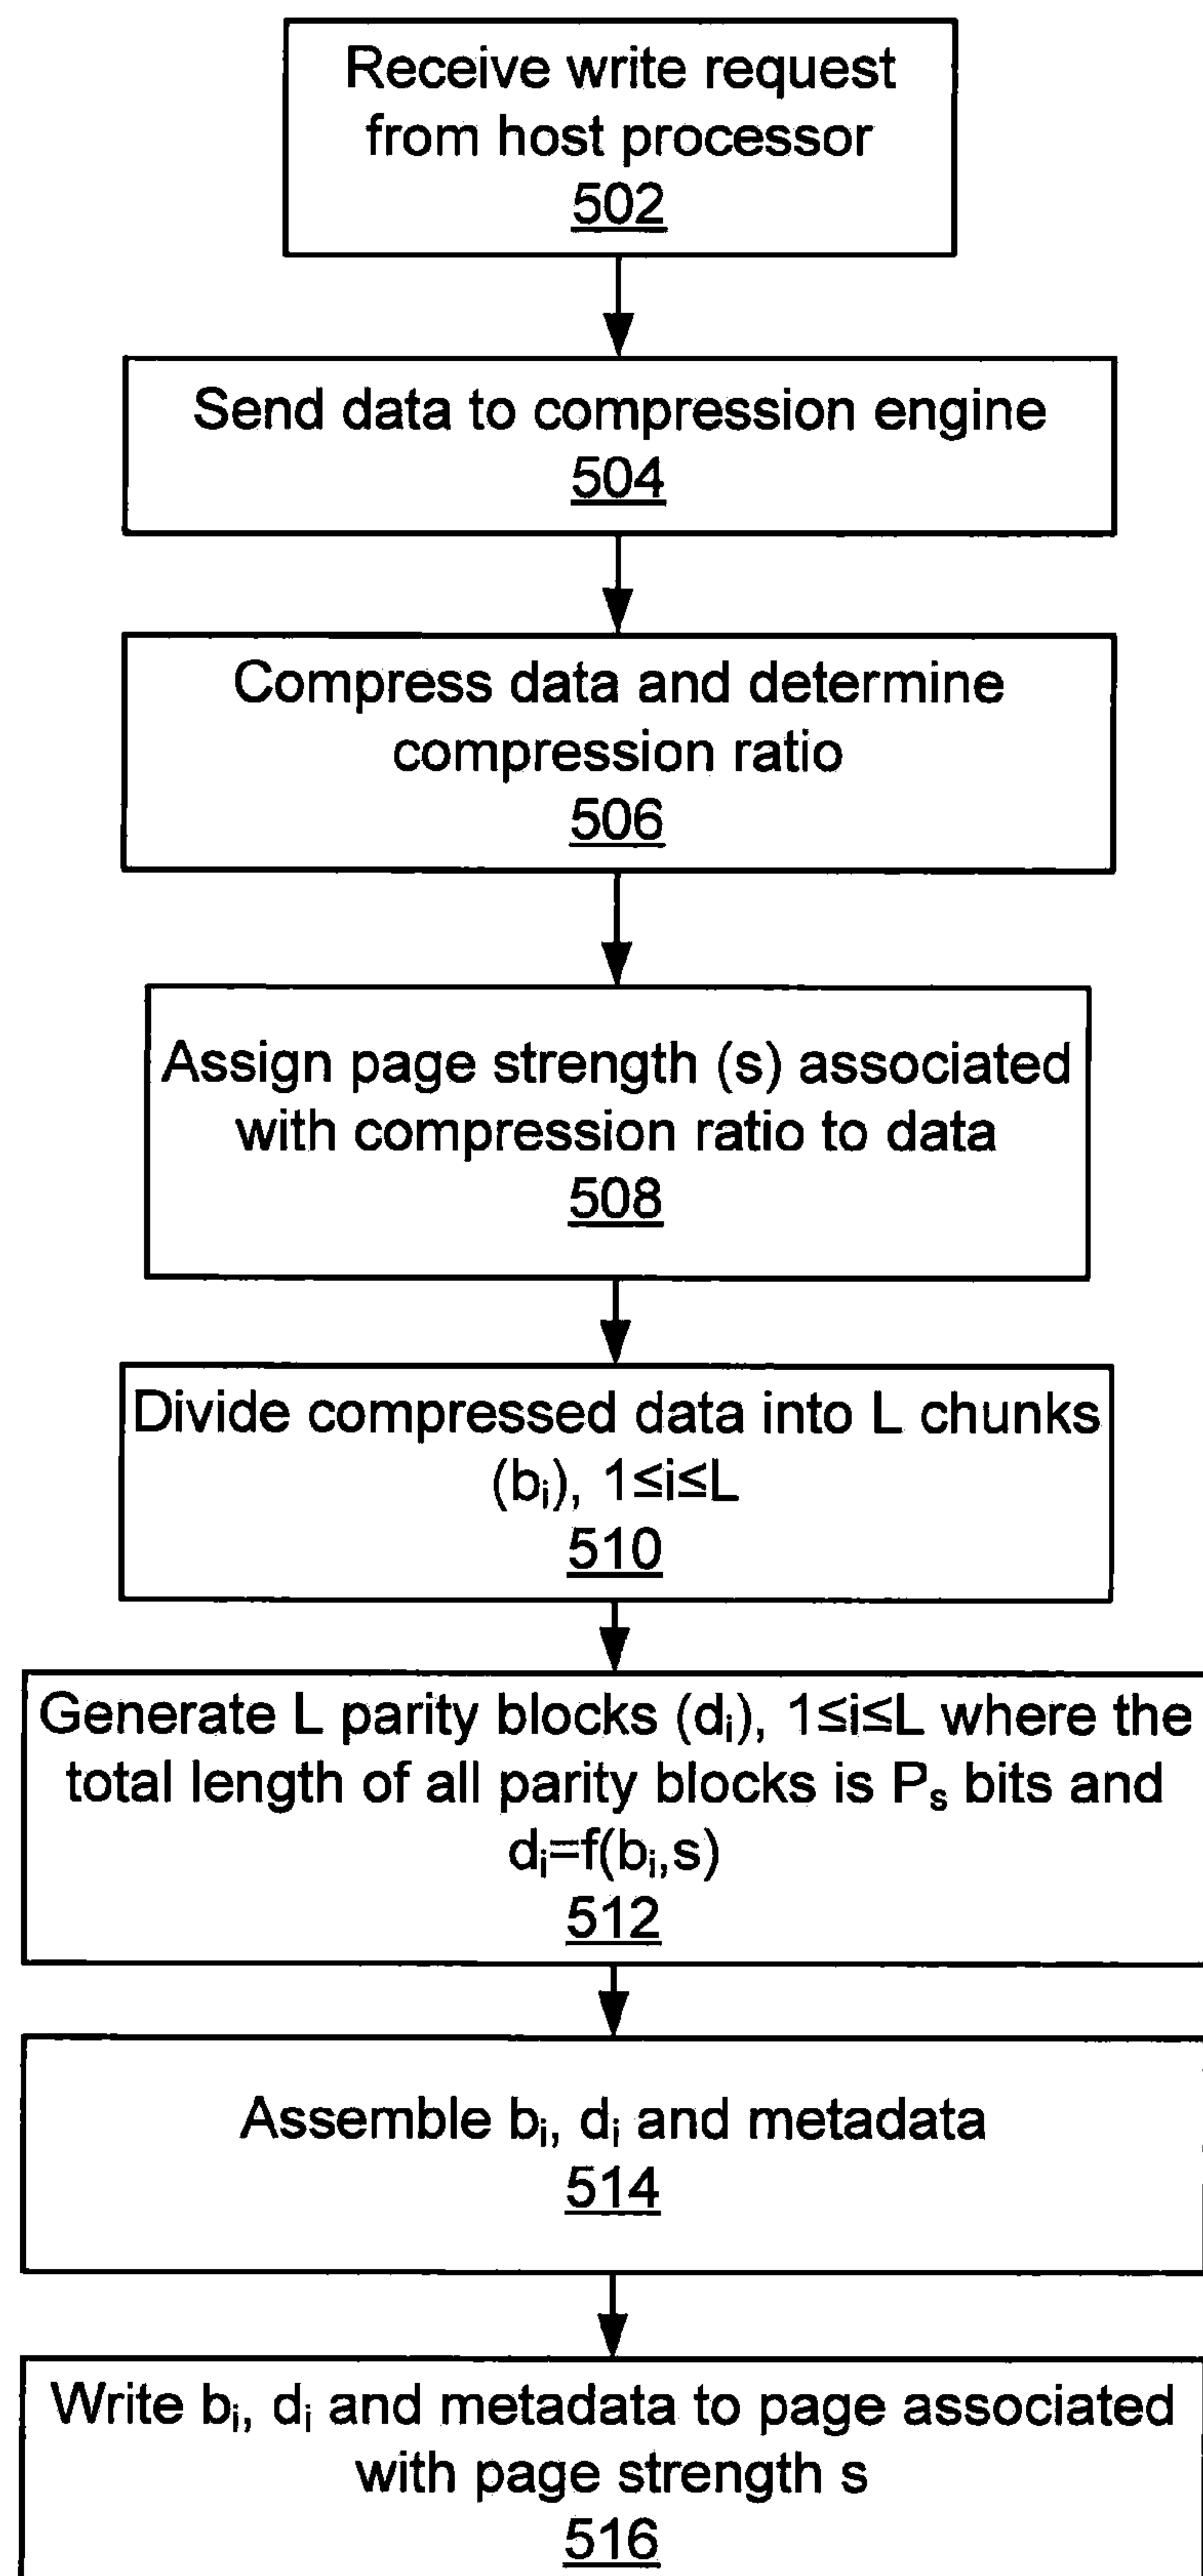 Receive write request
from host processor
502
Send data to compression engine
504
Compress data and determine
compression ratio
506
Assign page strength (s) associated
with compression ratio to data
508
Divide compressed data into L chunks
(bᵢ), 1≤i≤L
510
Generate L parity blocks (dᵢ), 1≤i≤L where the
total length of all parity blocks is Pₛ bits and
dᵢ=f(bᵢ,s)
512
Assemble bᵢ, dᵢ and metadata
514
Write bᵢ, dᵢ and metadata to page associated
with page strength s
516